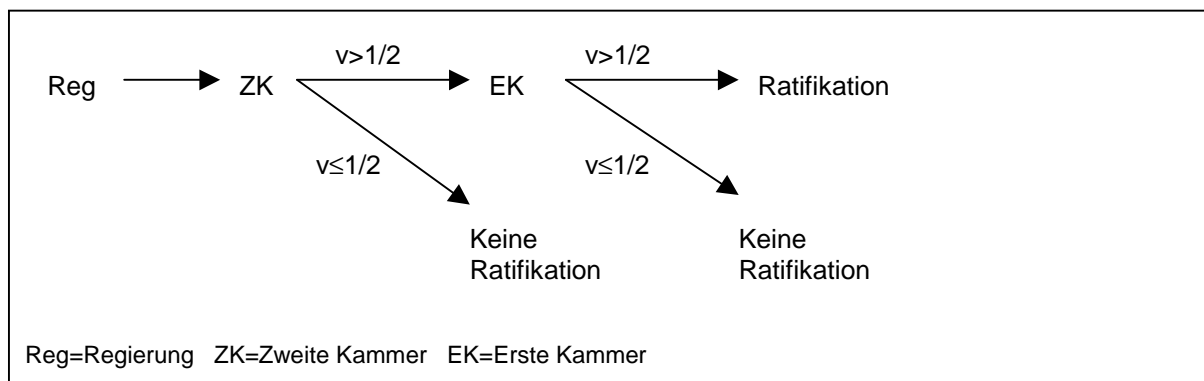 v>1/2 v>1/2
Reg ZK EK Ratifikation
v≤1/2 v≤1/2
Keine Keine
Ratifikation Ratifikation
Reg=Regierung ZK=Zweite Kammer EK=Erste Kammer